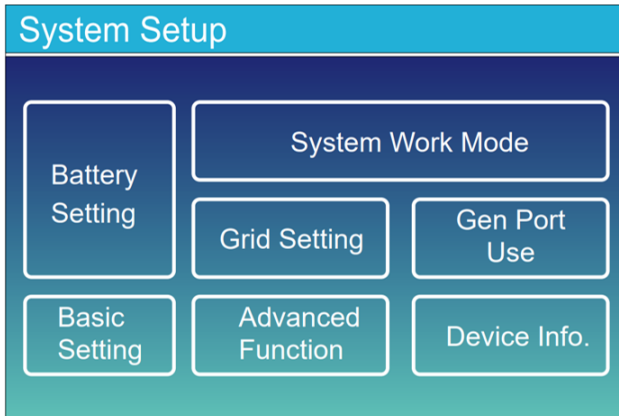 System Setup
Battery
Setting
System Work Mode
Grid Setting
Gen Port
Use
Basic
Setting
Advanced
Function
Device Info.